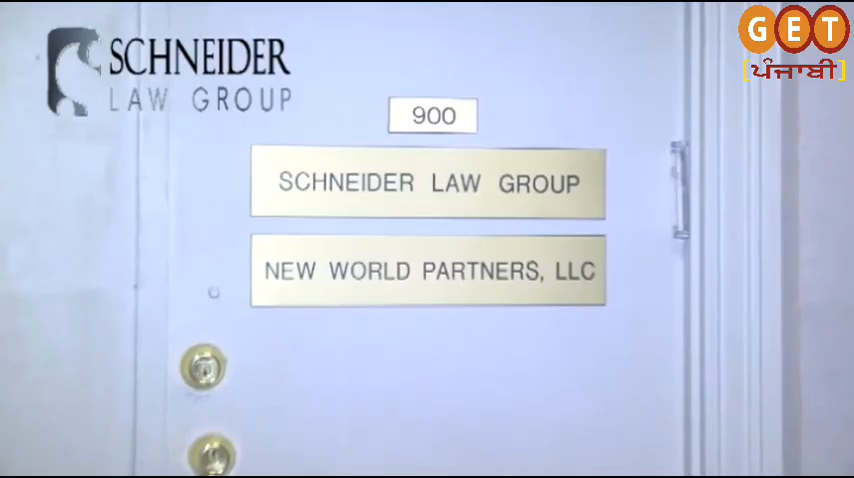 SCHNEIDER
LAW GROUP
GET
[ਪੰਜਾਬੀ]
900
SCHNEIDER LAW GROUP
NEW WORLD PARTNERS, LLC